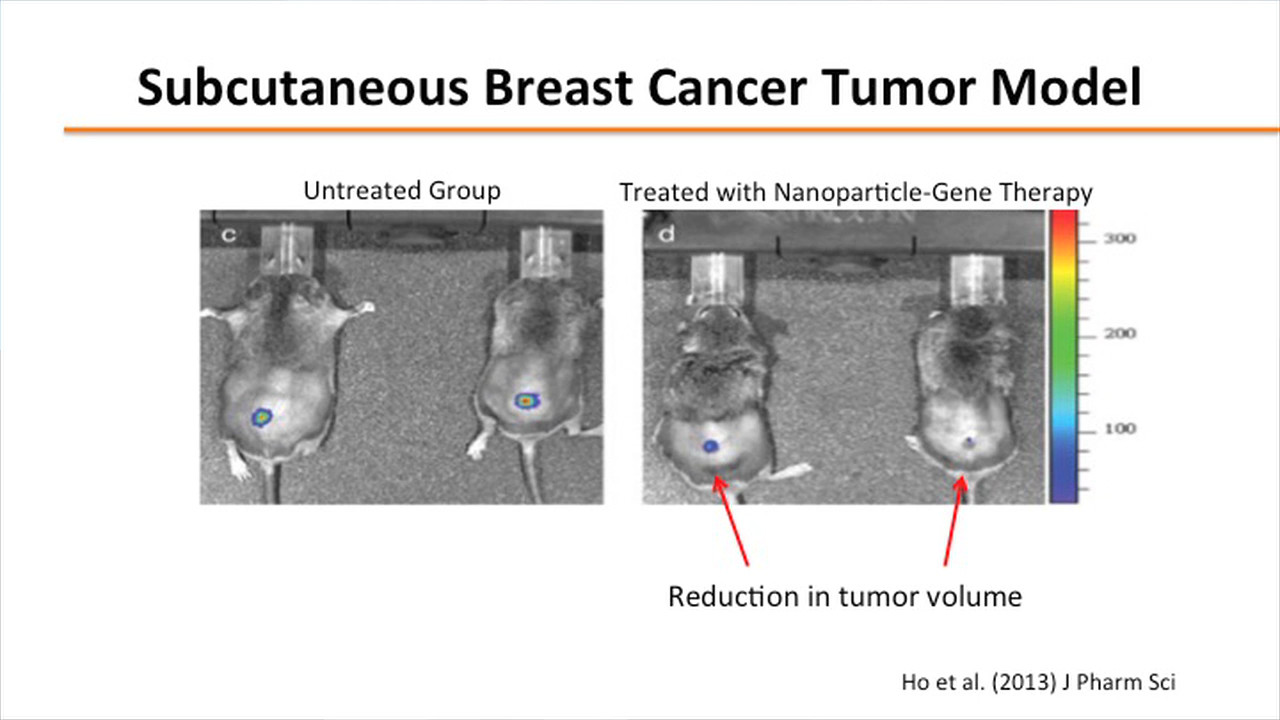 Subcutaneous Breast Cancer Tumor Model
Untreated Group
Treated with Nanoparticle-Gene Therapy
c
d
300
200
100
Reduction in tumor volume
Ho et al. (2013) J Pharm Sci